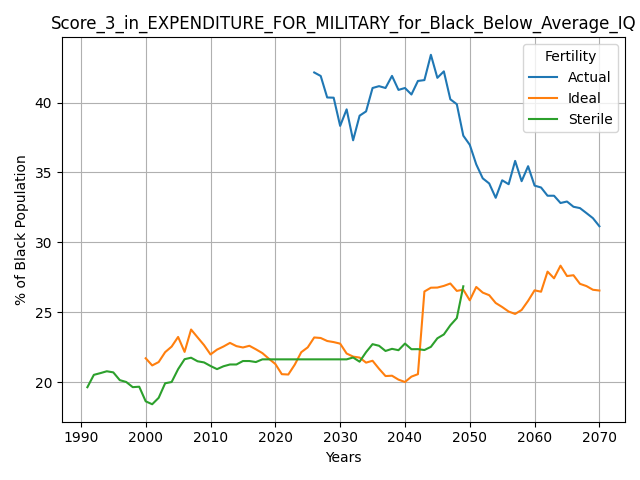 Score_3_in_EXPENDITURE_FOR_MILITARY_for_Black_Below_Average_IQ
Fertility
Actual
Ideal
Sterile
% of Black Population
40
35
30
25
20
1990
2000
2010
2020
2030
2040
2050
2060
2070
Years